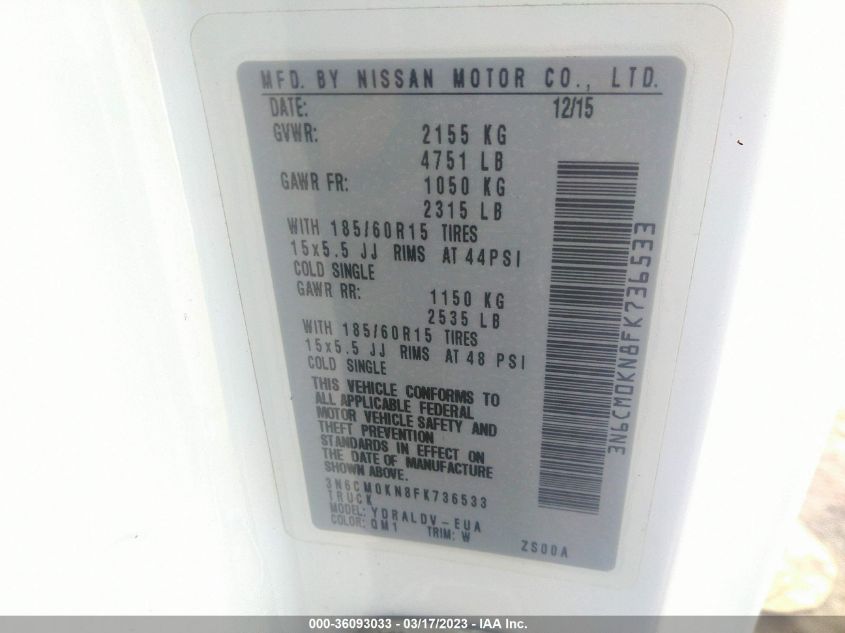 MFD. BY NISSAN MOTOR CO., LTD.
DATE: 12/15
GVWR: 2155 KG
4751 LB
GAWR FR: 1050 KG
2315 LB
WITH 185/60R15 TIRES
15x5.5 JJ RIMS AT 44PSI
COLD SINGLE
GAWR RR: 1150 KG
2535 LB
WITH 185/60R15 TIRES
15x5.5 JJ RIMS AT 48 PSI
COLD SINGLE
THIS VEHICLE CONFORMS TO
ALL APPLICABLE FEDERAL
MOTOR VEHICLE SAFETY AND
THEFT PREVENTION
STANDARDS IN EFFECT ON
THE DATE OF MANUFACTURE
SHOWN ABOVE.
3N6CM0KN8FK736533
TRUCK
MODEL: YDRALDV-EUA
COLOR: QM1 TRIM: W
ZS00A
3N6CM0KN8FK736533
000-36093033 - 03/17/2023 - IAA Inc.